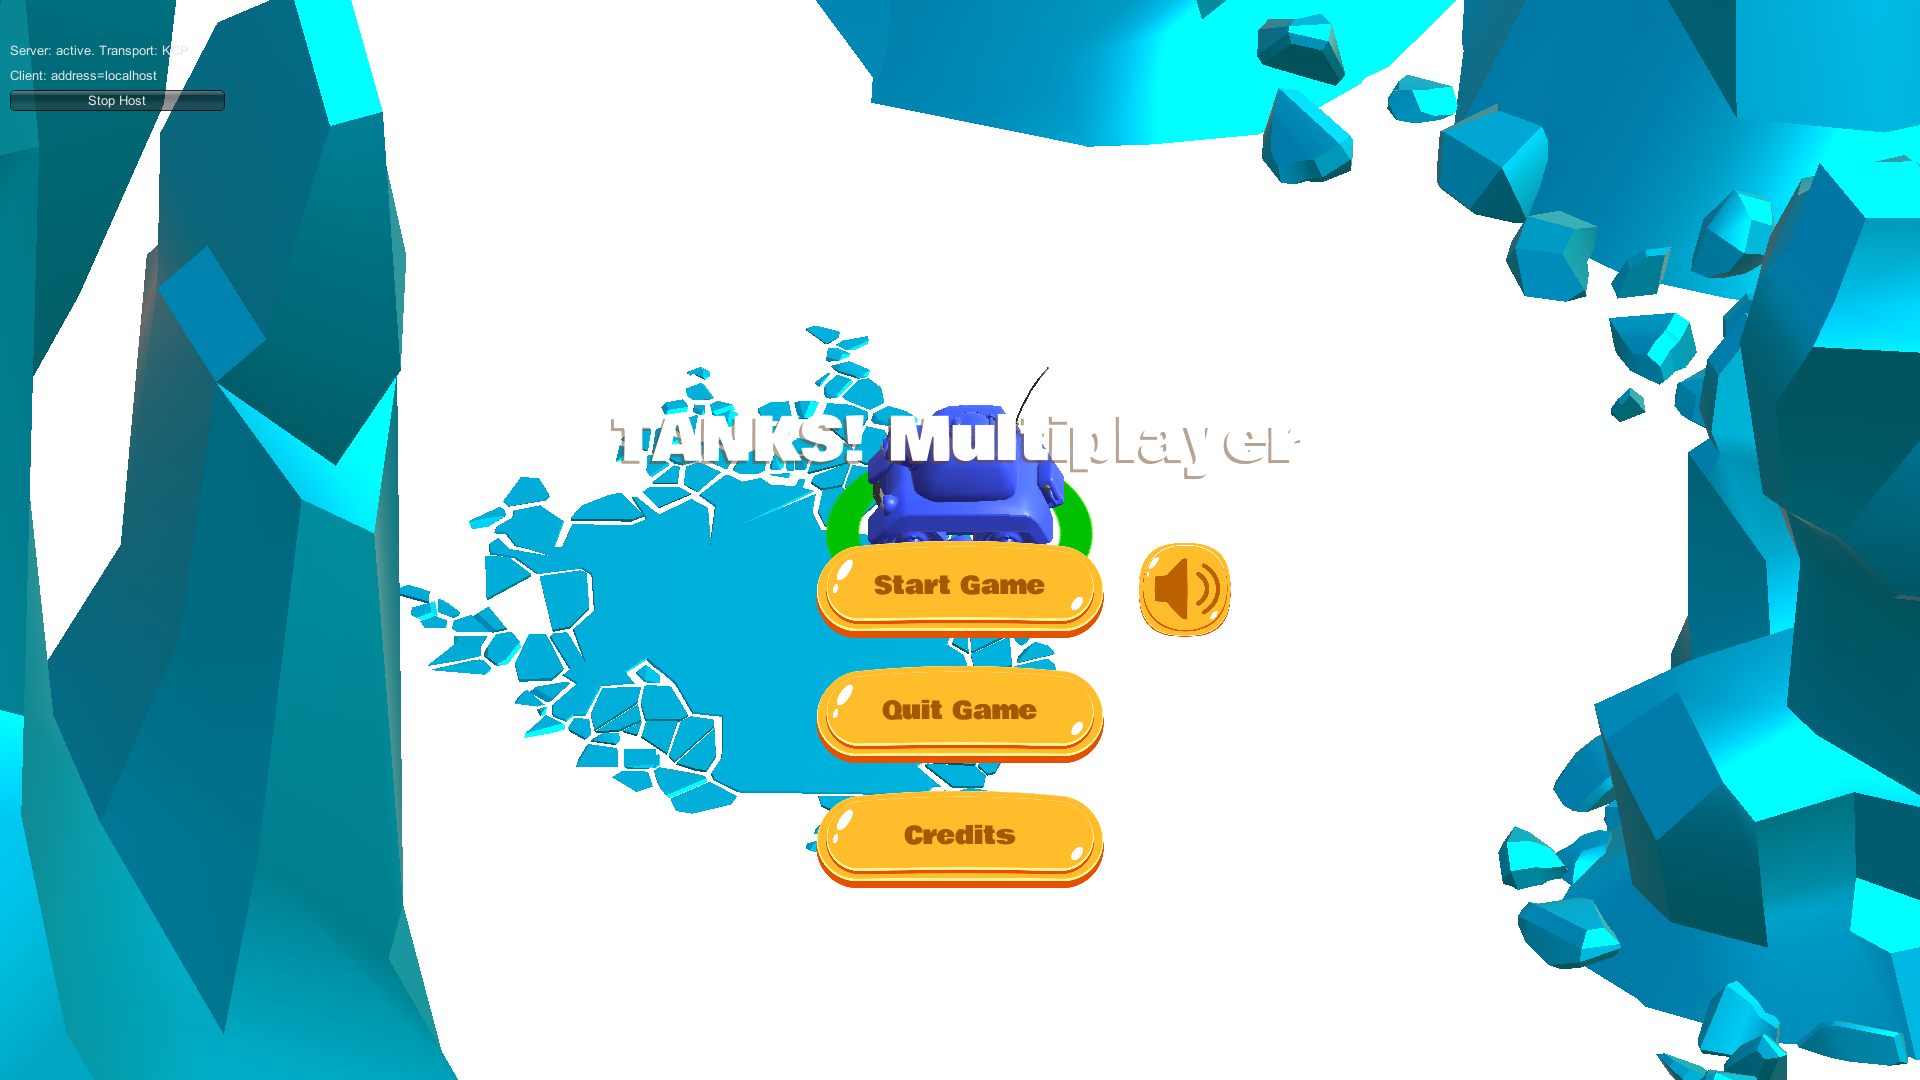 Server: active. Transport: KCP
Client: address=localhost
Stop Host
TANKS! Multiplayer
Start Game
Quit Game
Credits